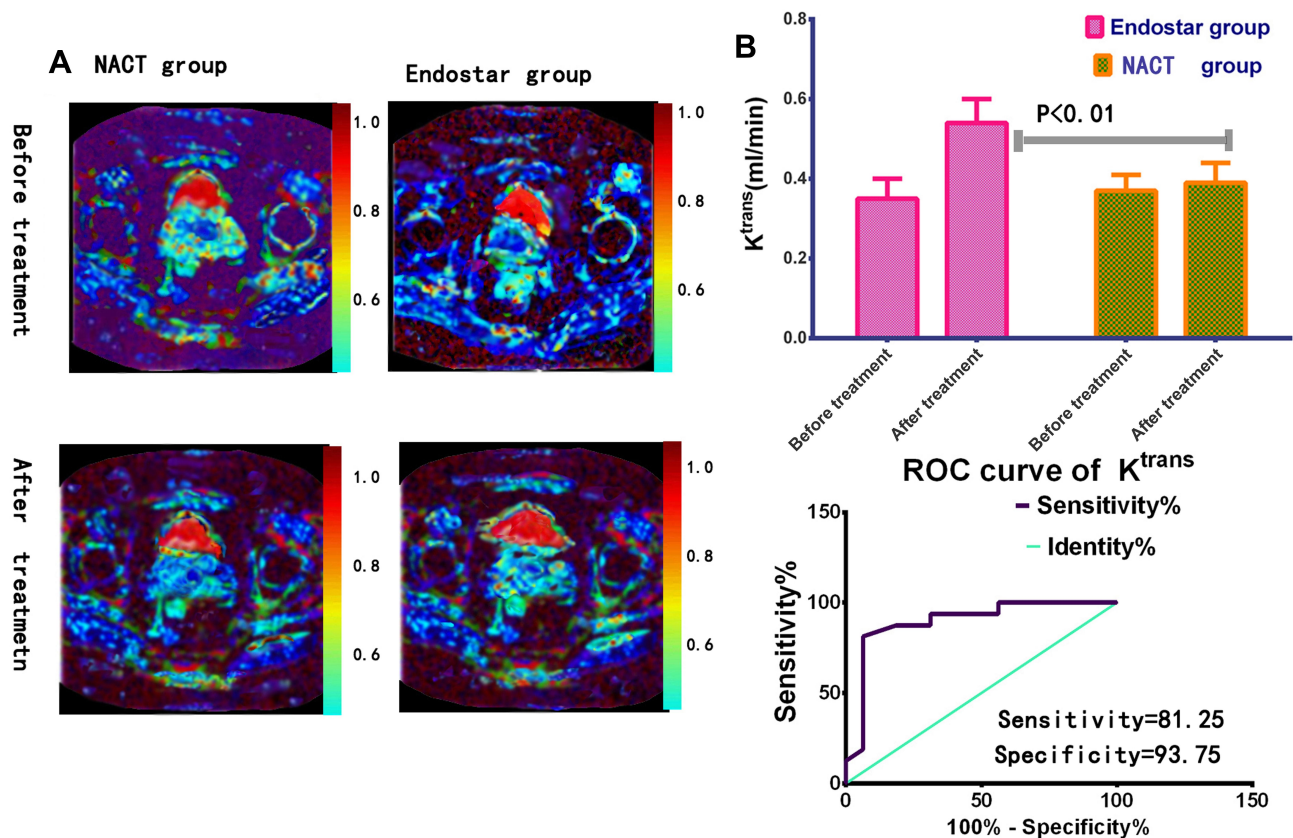 A NACT group
Endostar group
Before treatment
1.0
0.8
0.6
1.0
0.8
0.6
After treatmetn
1.0
0.8
0.6
1.0
0.8
0.6
B
Endostar group
NACT group
P<0.01
K^trans(ml/min)
0.8
0.6
0.4
0.2
0.0
Before treatment
After treatment
Before treatment
After treatment
ROC curve of K^trans
Sensitivity%
Identity%
Sensitivity%
150
100
50
0
Sensitivity=81.25
Specificity=93.75
0
50
100
150
100% - Specificity%